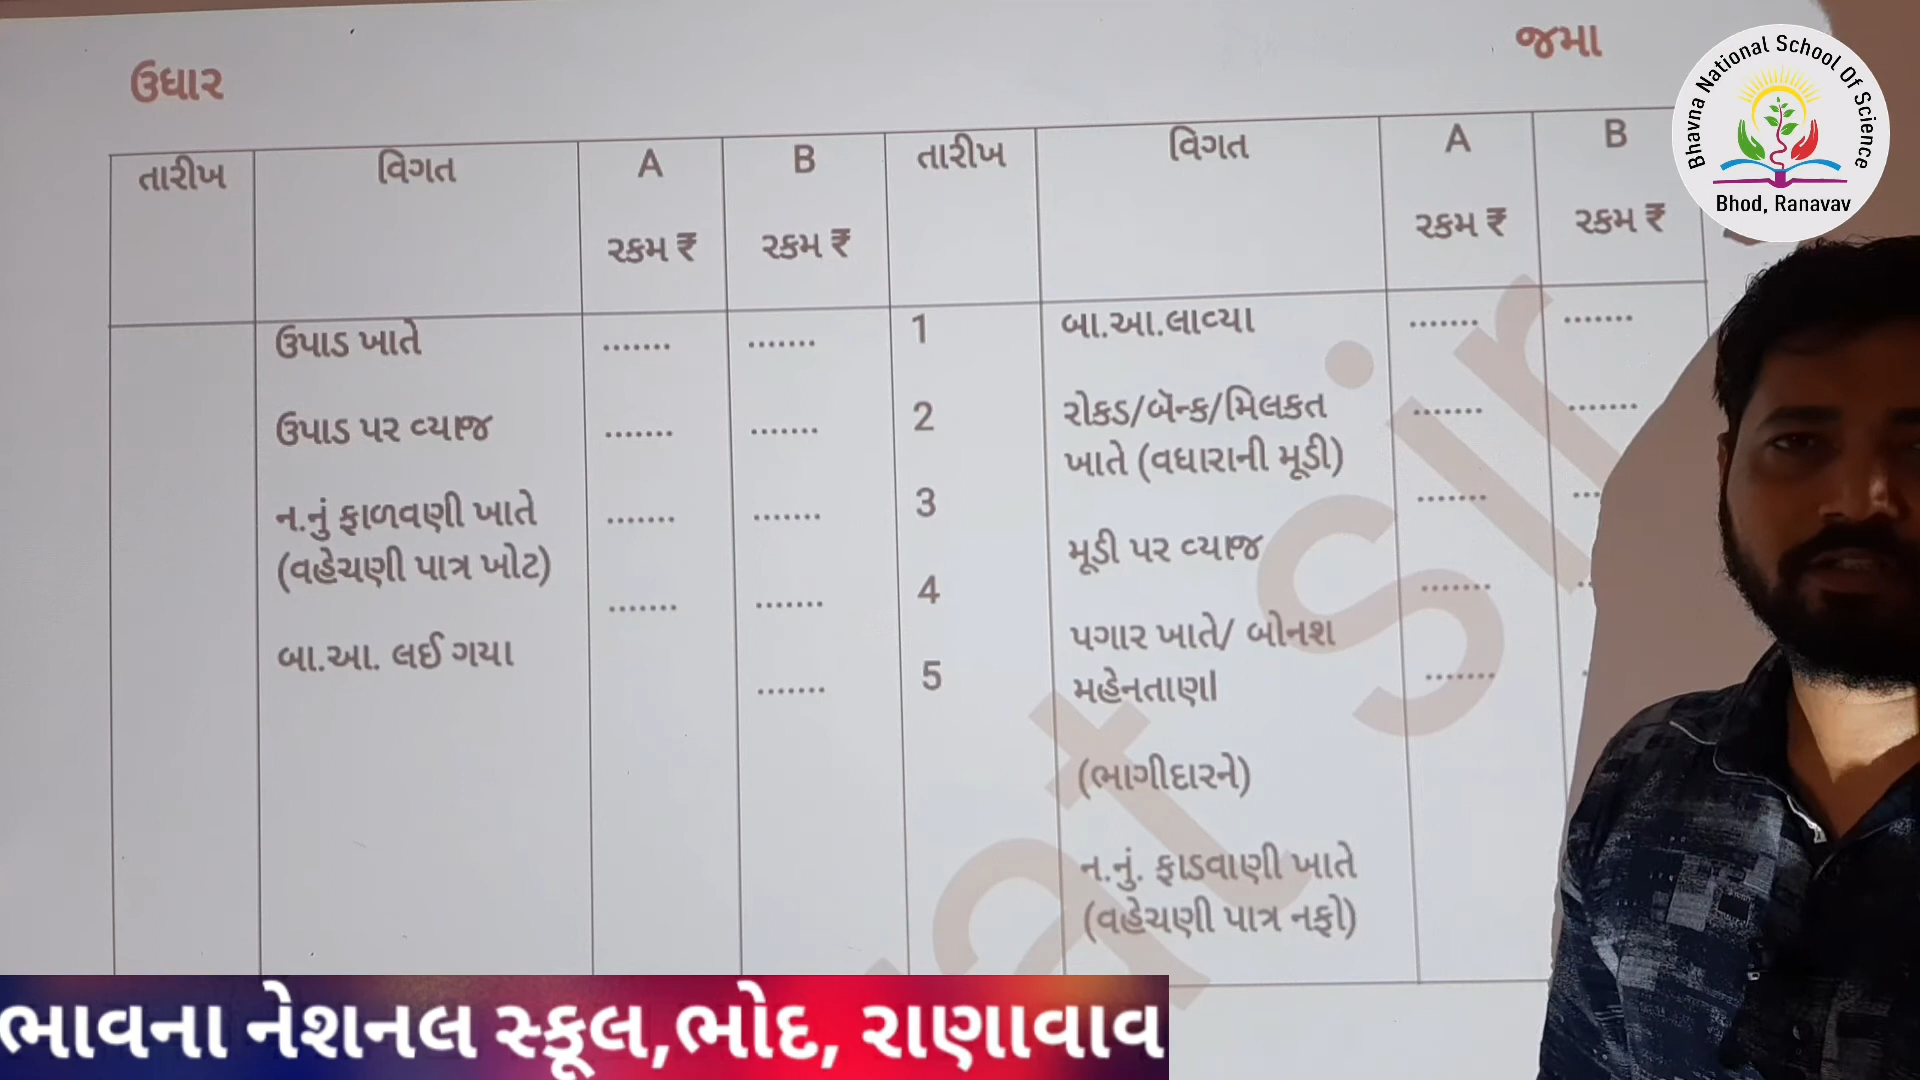 ઉધાર
જમા
તારીખ વિગત A B તારીખ વિગત A B
રકમ ₹ રકમ ₹ રકમ ₹ રકમ ₹
ઉપાડ ખાતે ....... ....... 1 બા.આ.લાવ્યા ....... .......
ઉપાડ પર વ્યાજ ....... ....... 2 રોકડ/બૅન્ક/મિલકત ....... .......
ખાતે (વધારાની મૂડી)
ન.નું ફાળવણી ખાતે ....... ....... 3 ....... ...
(વહેચણી પાત્ર ખોટ) મૂડી પર વ્યાજ
....... ....... 4 .......
બા.આ. લઈ ગયા પગાર ખાતે/ બોનશ
....... 5 મહેનતાણા .......
(ભાગીદારને)
ન.નું. ફાડવાણી ખાતે
(વહેચણી પાત્ર નફો)
at sir
Bhavna National School Of Science
Bhod, Ranavav
ભાવના નેશનલ સ્કૂલ,ભોદ, રાણાવાવ